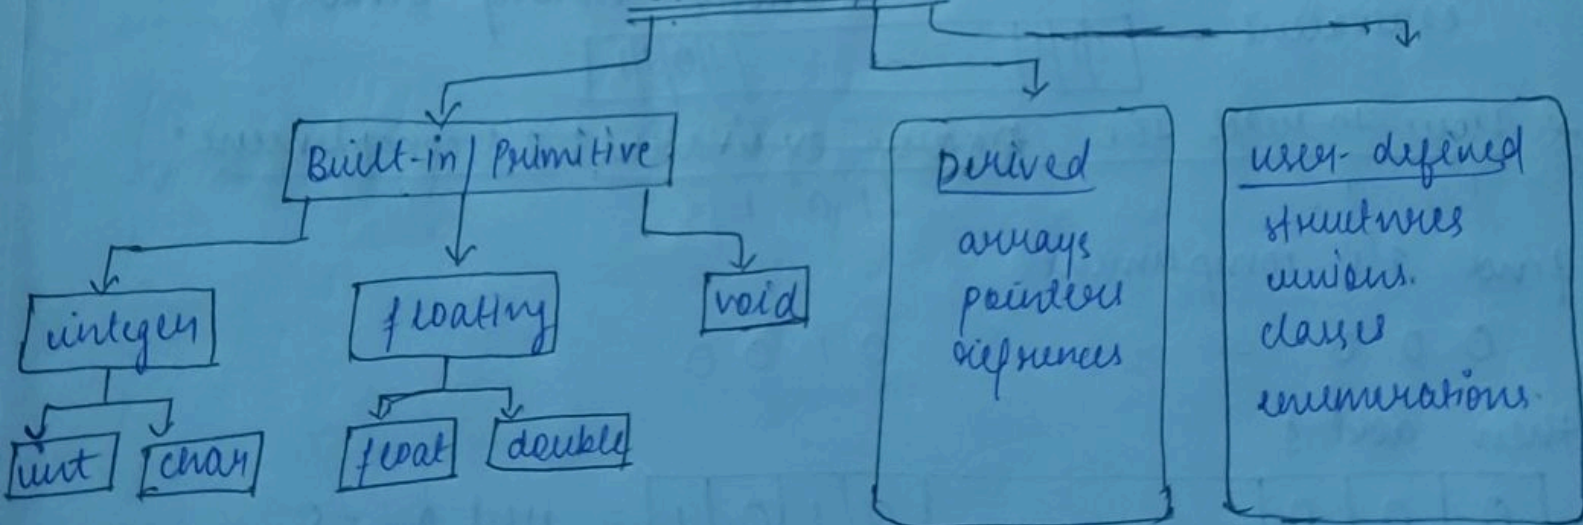 Built-in / Primitive
Derived
arrays
pointers
user-defined
structures
unions.
classes
enumerations.
integer
floating
void
int
char
float
double